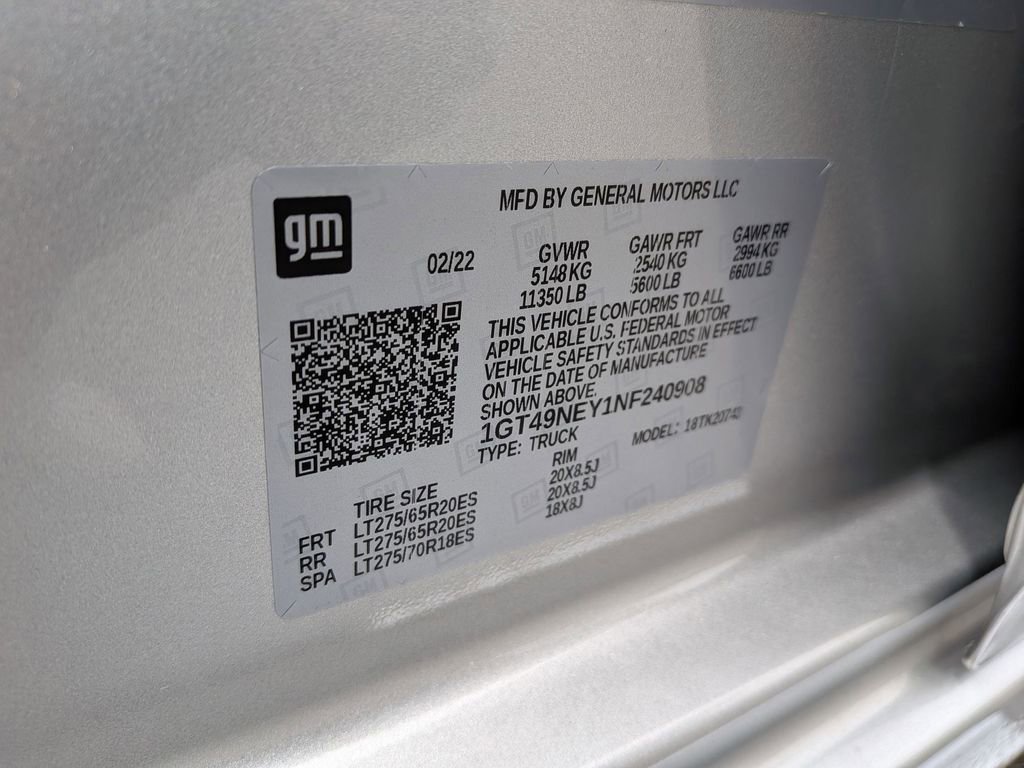 gm
MFD BY GENERAL MOTORS LLC
02/22
GVWR GAWR FRT GAWR RR
5148 KG 2540 KG 2994 KG
11350 LB 5600 LB 6600 LB
THIS VEHICLE CONFORMS TO ALL
APPLICABLE U.S. FEDERAL MOTOR
VEHICLE SAFETY STANDARDS IN EFFECT
ON THE DATE OF MANUFACTURE
SHOWN ABOVE.
1GT49NEY1NF240908
TYPE: TRUCK MODEL: 18TK20743
TIRE SIZE RIM
FRT LT275/65R20ES 20X8.5J
RR LT275/65R20ES 20X8.5J
SPA LT275/70R18ES 18X8J